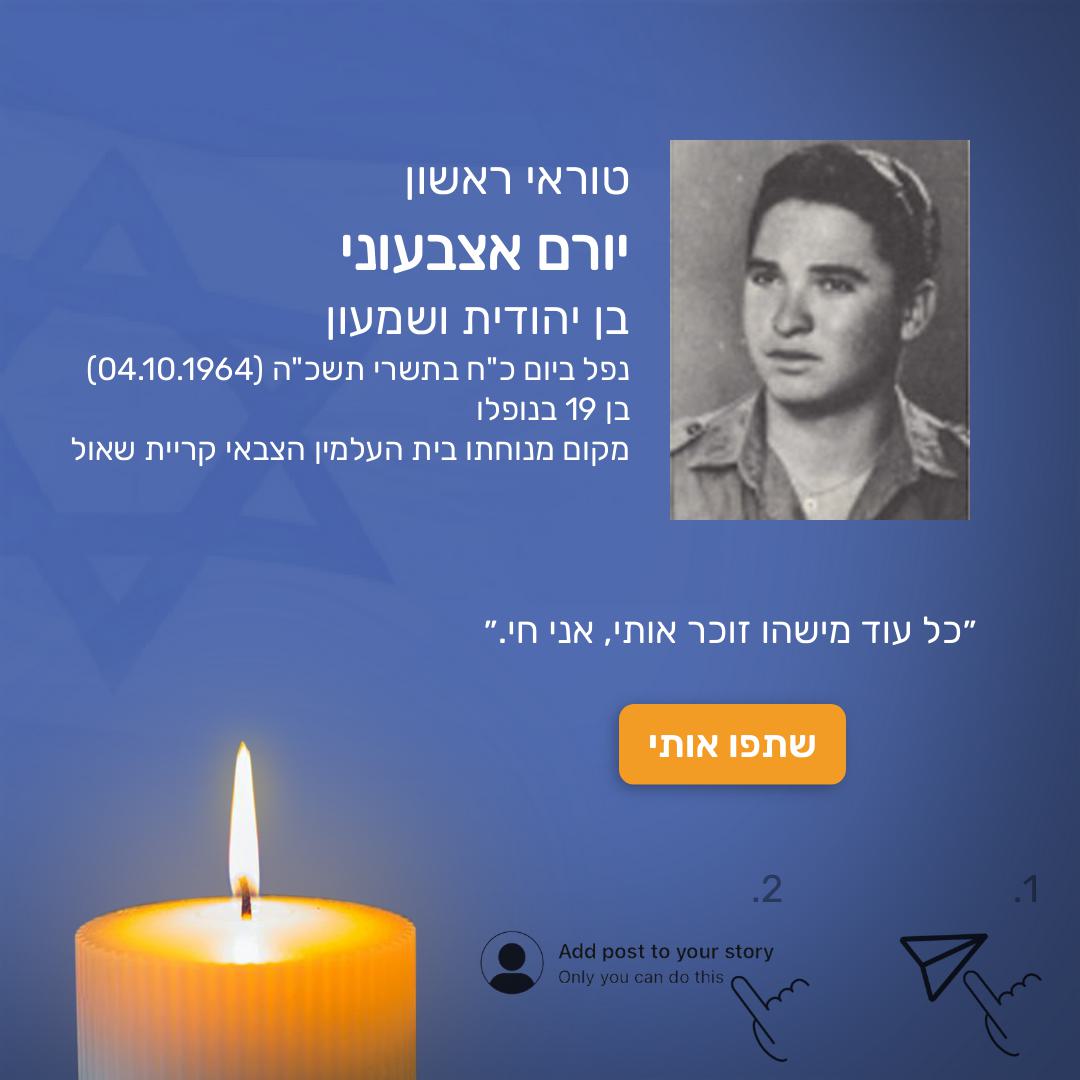 טוראי ראשון
יורם אצבעוני
בן יהודית ושמעון
נפל ביום כ"ח בתשרי תשכ"ה (04.10.1964)
בן 19 בנופלו
מקום מנוחתו בית העלמין הצבאי קריית שאול
״כל עוד מישהו זוכר אותי, אני חי.״
שתפו אותי
1.
2.
Add post to your story
Only you can do this